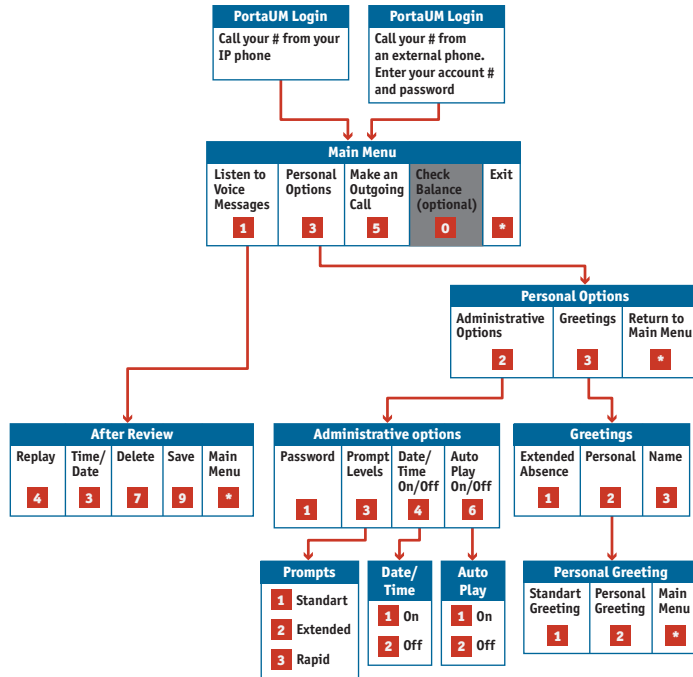 PortaUM Login
Call your # from your
IP phone
PortaUM Login
Call your # from
an external phone.
Enter your account #
and password
Main Menu
Listen to
Voice
Messages
1
Personal
Options
3
Make an
Outgoing
Call
5
Check
Balance
(optional)
0
Exit
*
Personal Options
Administrative
Options
2
Greetings
3
Return to
Main Menu
*
After Review
Replay
4
Time/
Date
3
Delete
7
Save
9
Main
Menu
*
Administrative options
Password
1
Prompt
Levels
3
Date/
Time
On/Off
4
Auto
Play
On/Off
6
Greetings
Extended
Absence
1
Personal
2
Name
3
Prompts
1 Standart
2 Extended
3 Rapid
Date/
Time
1 On
2 Off
Auto
Play
1 On
2 Off
Personal Greeting
Standart
Greeting
1
Personal
Greeting
2
Main
Menu
*